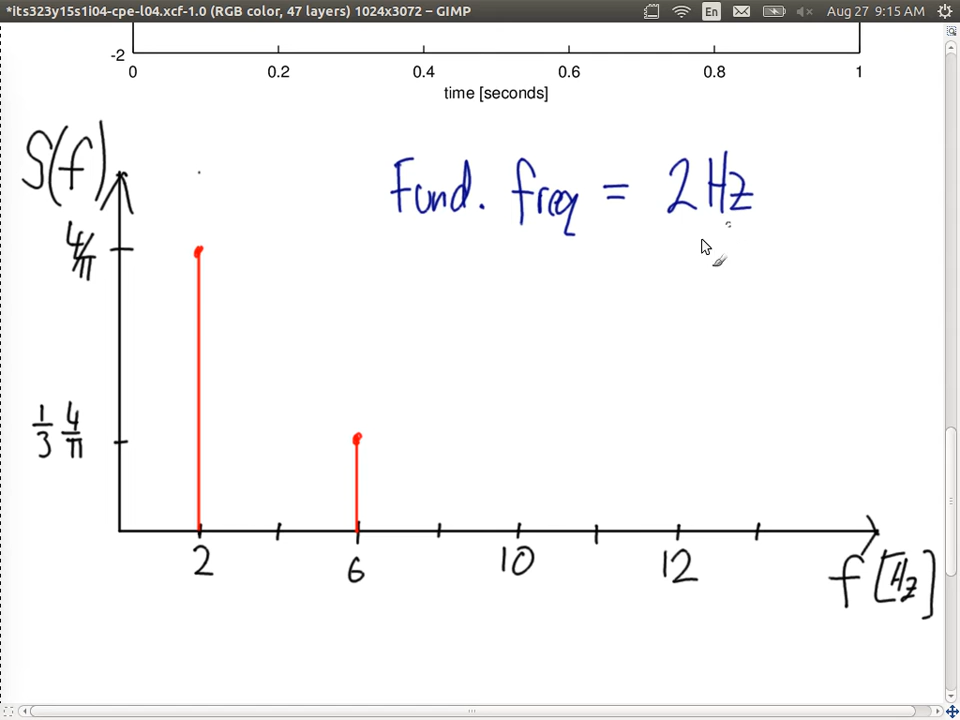 *its323y15s1i04-cpe-l04.xcf-1.0 (RGB color, 47 layers) 1024x3072 – GIMP
En
Aug 27 9:15 AM
-2
0 0.2 0.4 0.6 0.8 1
time [seconds]
S(f)
Fund. freq = 2 Hz
4/π
1/3 4/π
2 6 10 12
f [Hz]